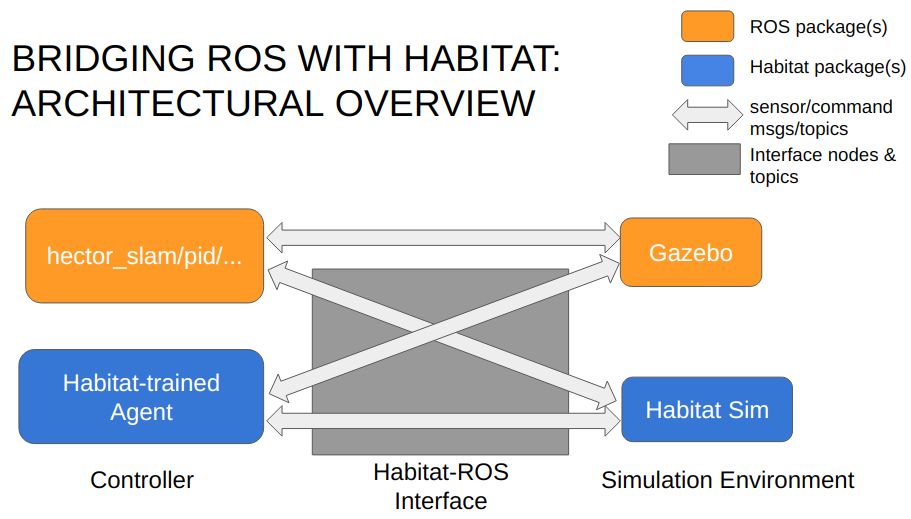 BRIDGING ROS WITH HABITAT:
ARCHITECTURAL OVERVIEW
ROS package(s)
Habitat package(s)
sensor/command
msgs/topics
Interface nodes &
topics
hector_slam/pid/...
Gazebo
Habitat-trained
Agent
Habitat Sim
Controller
Habitat-ROS
Interface
Simulation Environment